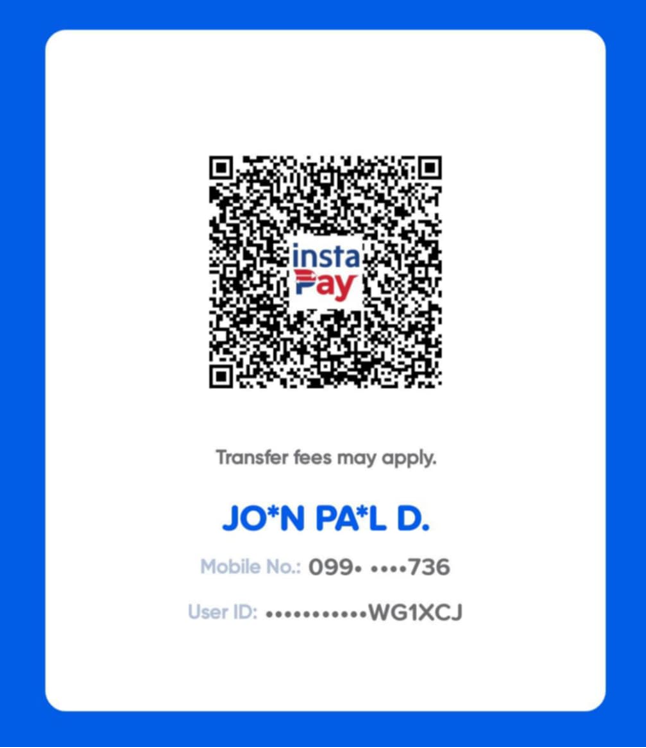 insta
Pay
Transfer fees may apply.
JO*N PA*L D.
Mobile No.: 099• ••••736
User ID: •••••••••••WG1XCJ